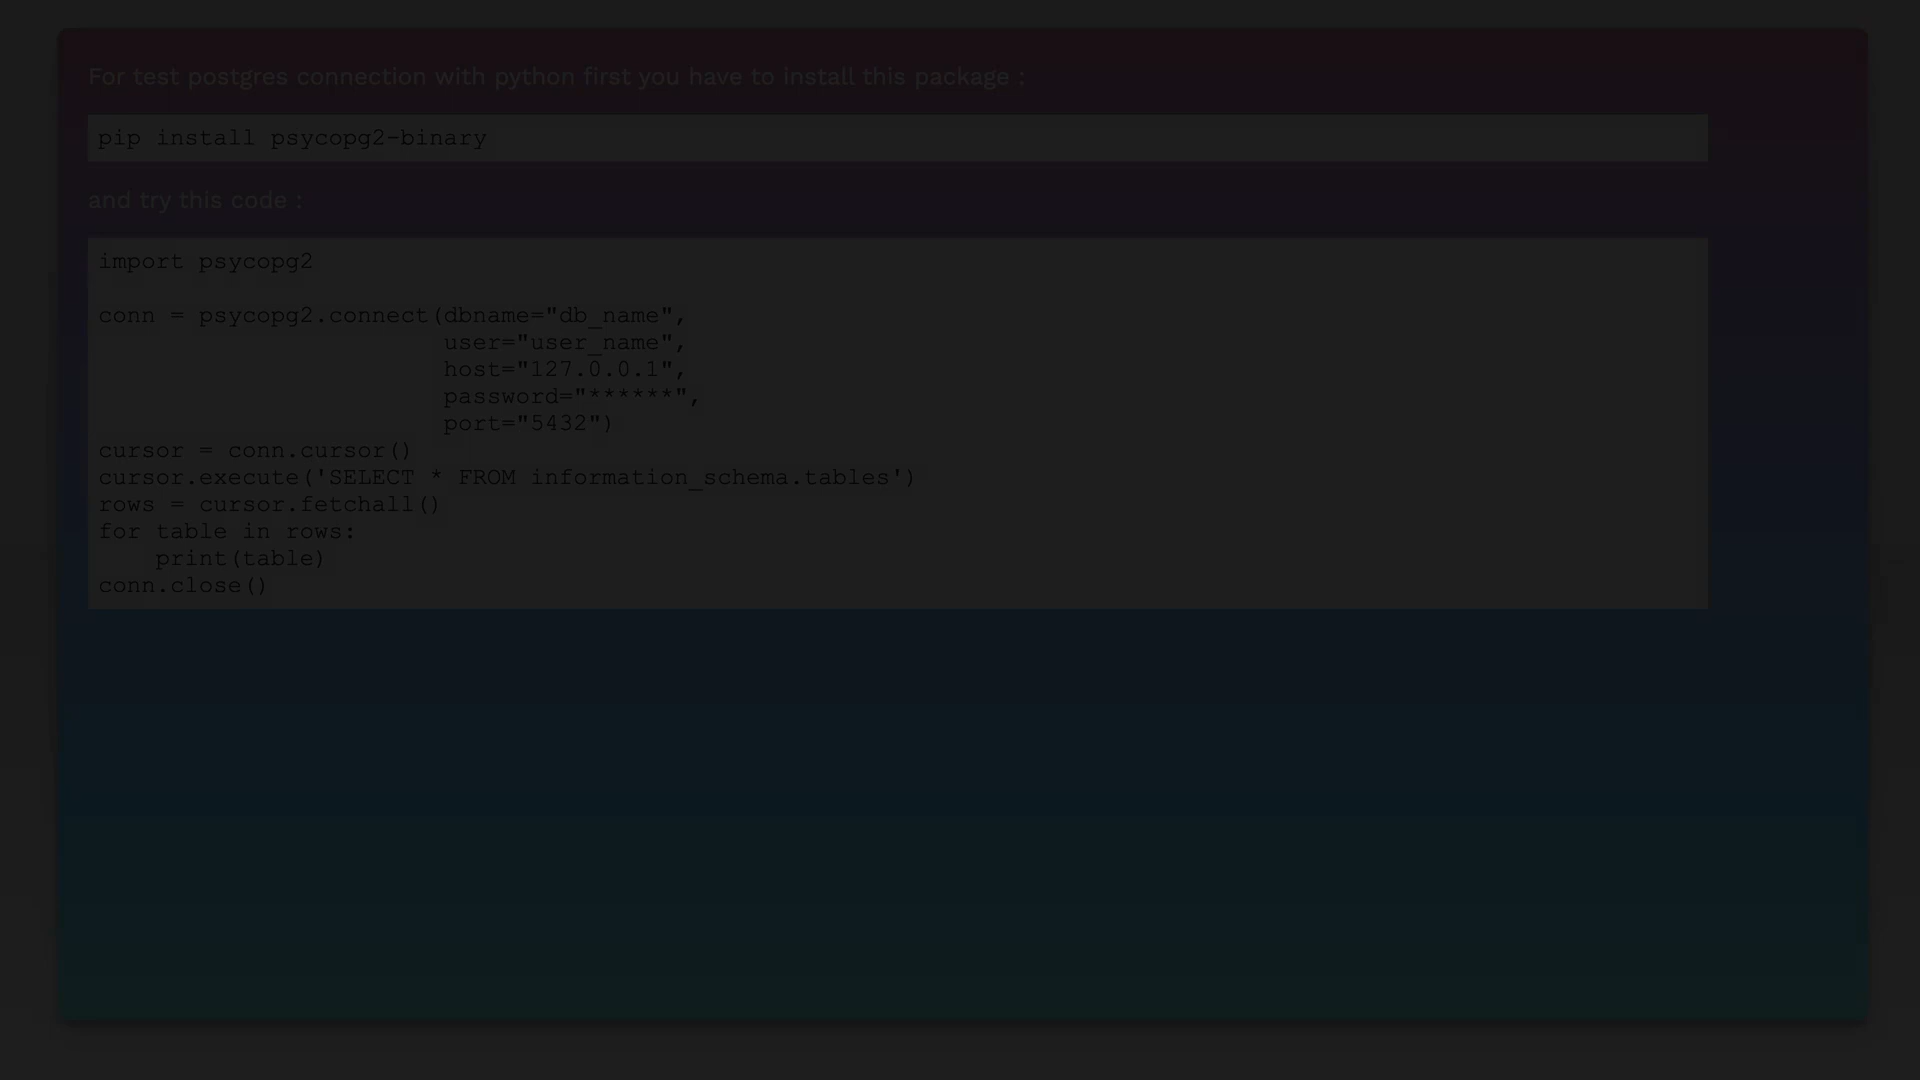 For test postgres connection with python first you have to install this package :
pip install psycopg2-binary
and try this code :
import psycopg2
conn = psycopg2.connect(dbname="db_name",
                        user="user_name",
                        host="127.0.0.1",
                        password="******",
                        port="5432")
cursor = conn.cursor()
cursor.execute('SELECT * FROM information_schema.tables')
rows = cursor.fetchall()
for table in rows:
    print(table)
conn.close()